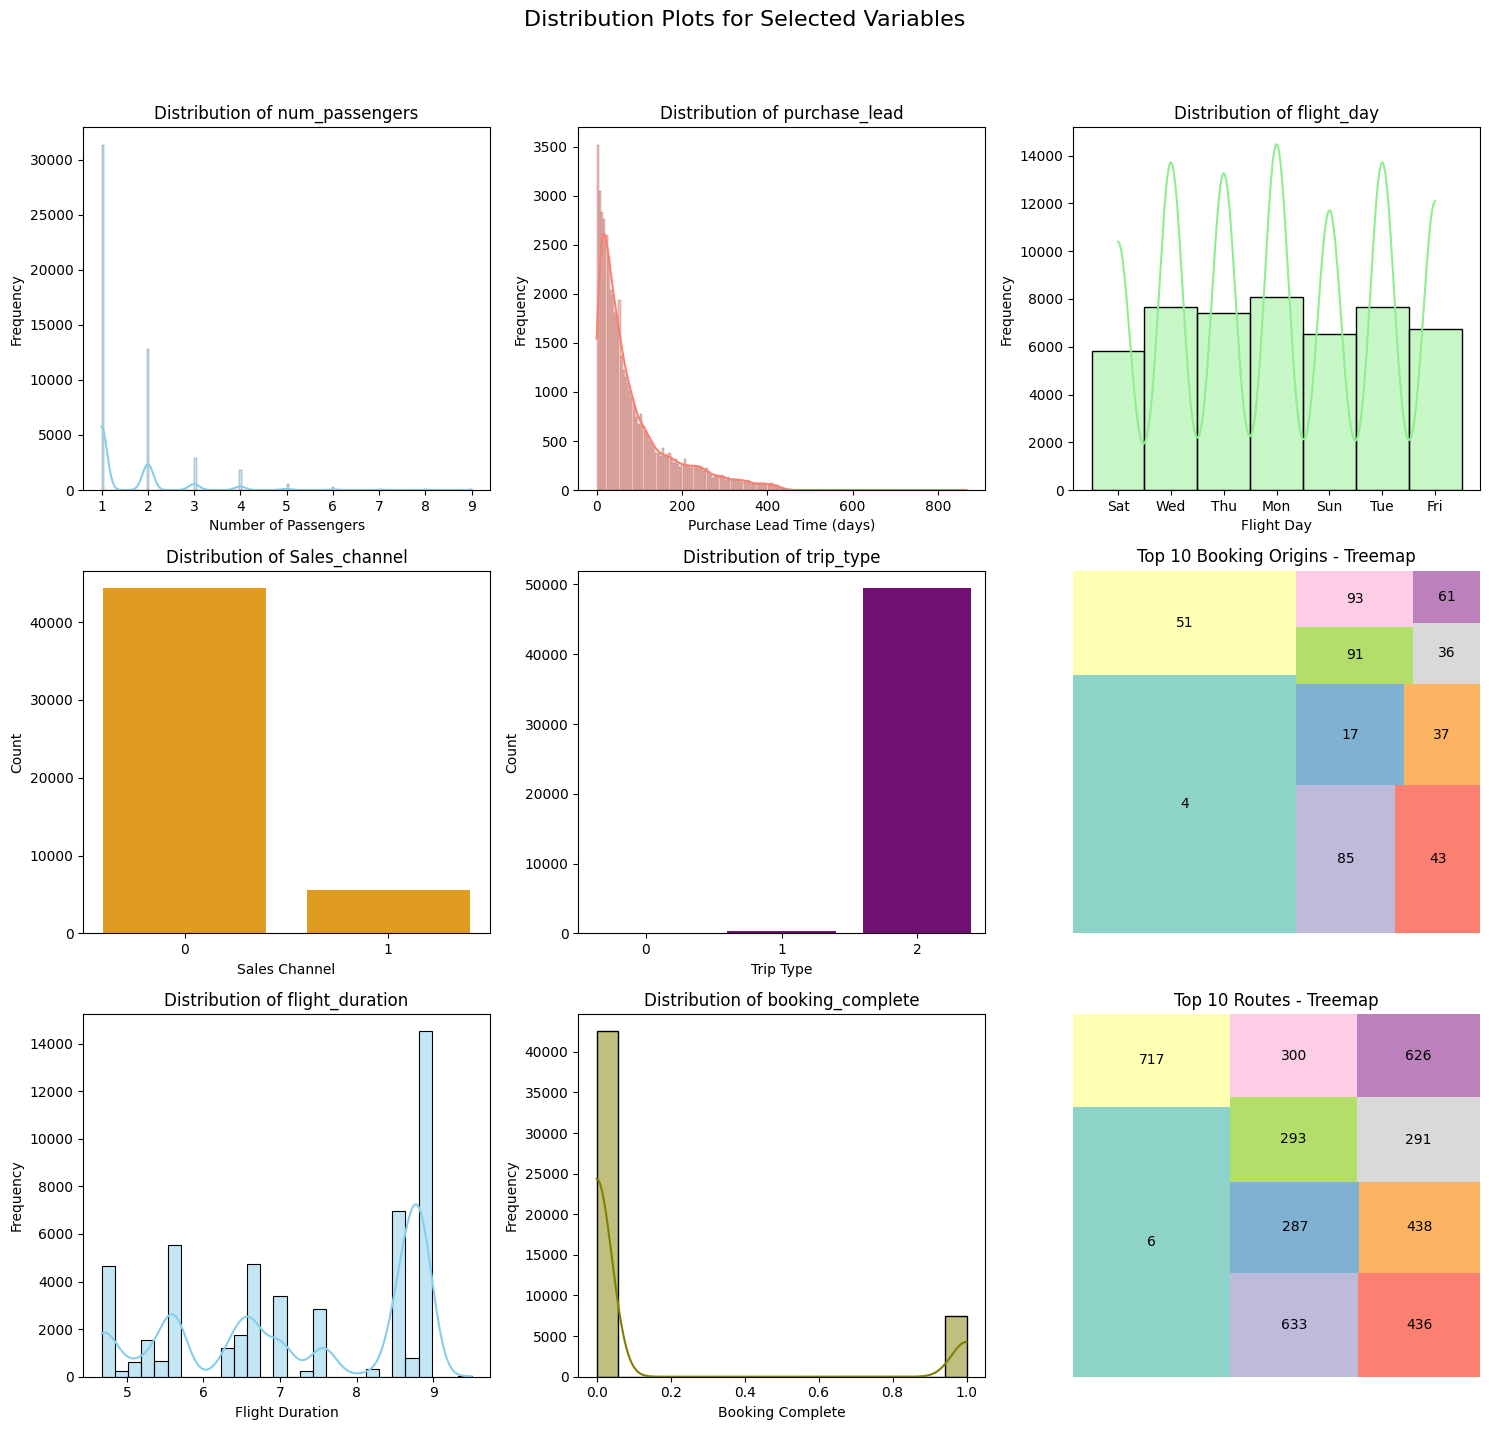 Distribution Plots for Selected Variables
Distribution of num_passengers
Frequency
30000
25000
20000
15000
10000
5000
0
1 2 3 4 5 6 7 8 9
Number of Passengers
Distribution of purchase_lead
Frequency
3500
3000
2500
2000
1500
1000
500
0
0 200 400 600 800
Purchase Lead Time (days)
Distribution of flight_day
Frequency
14000
12000
10000
8000
6000
4000
2000
0
Sat Wed Thu Mon Sun Tue Fri
Flight Day
Distribution of Sales_channel
Count
40000
30000
20000
10000
0
0 1
Sales Channel
Distribution of trip_type
Count
50000
40000
30000
20000
10000
0
0 1 2
Trip Type
Top 10 Booking Origins - Treemap
51
93
61
91
36
17
37
4
85
43
Distribution of flight_duration
Frequency
14000
12000
10000
8000
6000
4000
2000
0
5 6 7 8 9
Flight Duration
Distribution of booking_complete
Frequency
40000
35000
30000
25000
20000
15000
10000
5000
0
0.0 0.2 0.4 0.6 0.8 1.0
Booking Complete
Top 10 Routes - Treemap
717
300
626
293
291
287
438
6
633
436